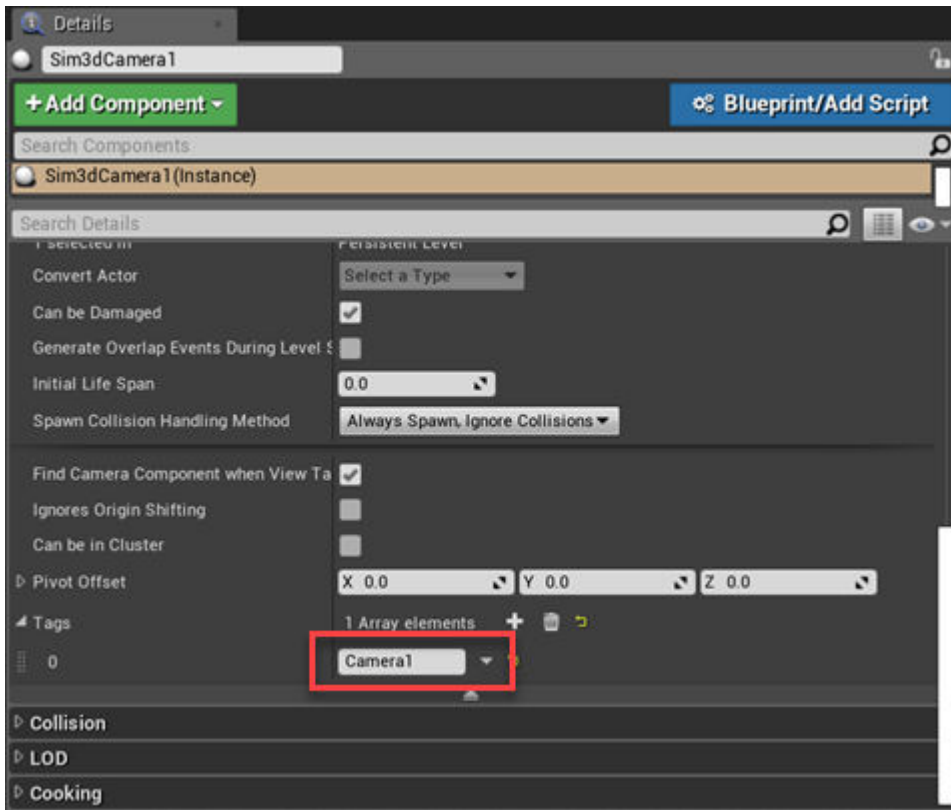 Details
Sim3dCamera1
+Add Component
Blueprint/Add Script
Search Components
Sim3dCamera1(Instance)
Search Details
1 selected in Persistent Level
Convert Actor Select a Type
Can be Damaged
Generate Overlap Events During Level S
Initial Life Span 0.0
Spawn Collision Handling Method Always Spawn, Ignore Collisions
Find Camera Component when View Ta
Ignores Origin Shifting
Can be in Cluster
Pivot Offset X 0.0 Y 0.0 Z 0.0
Tags 1 Array elements
0 Camera1
Collision
LOD
Cooking